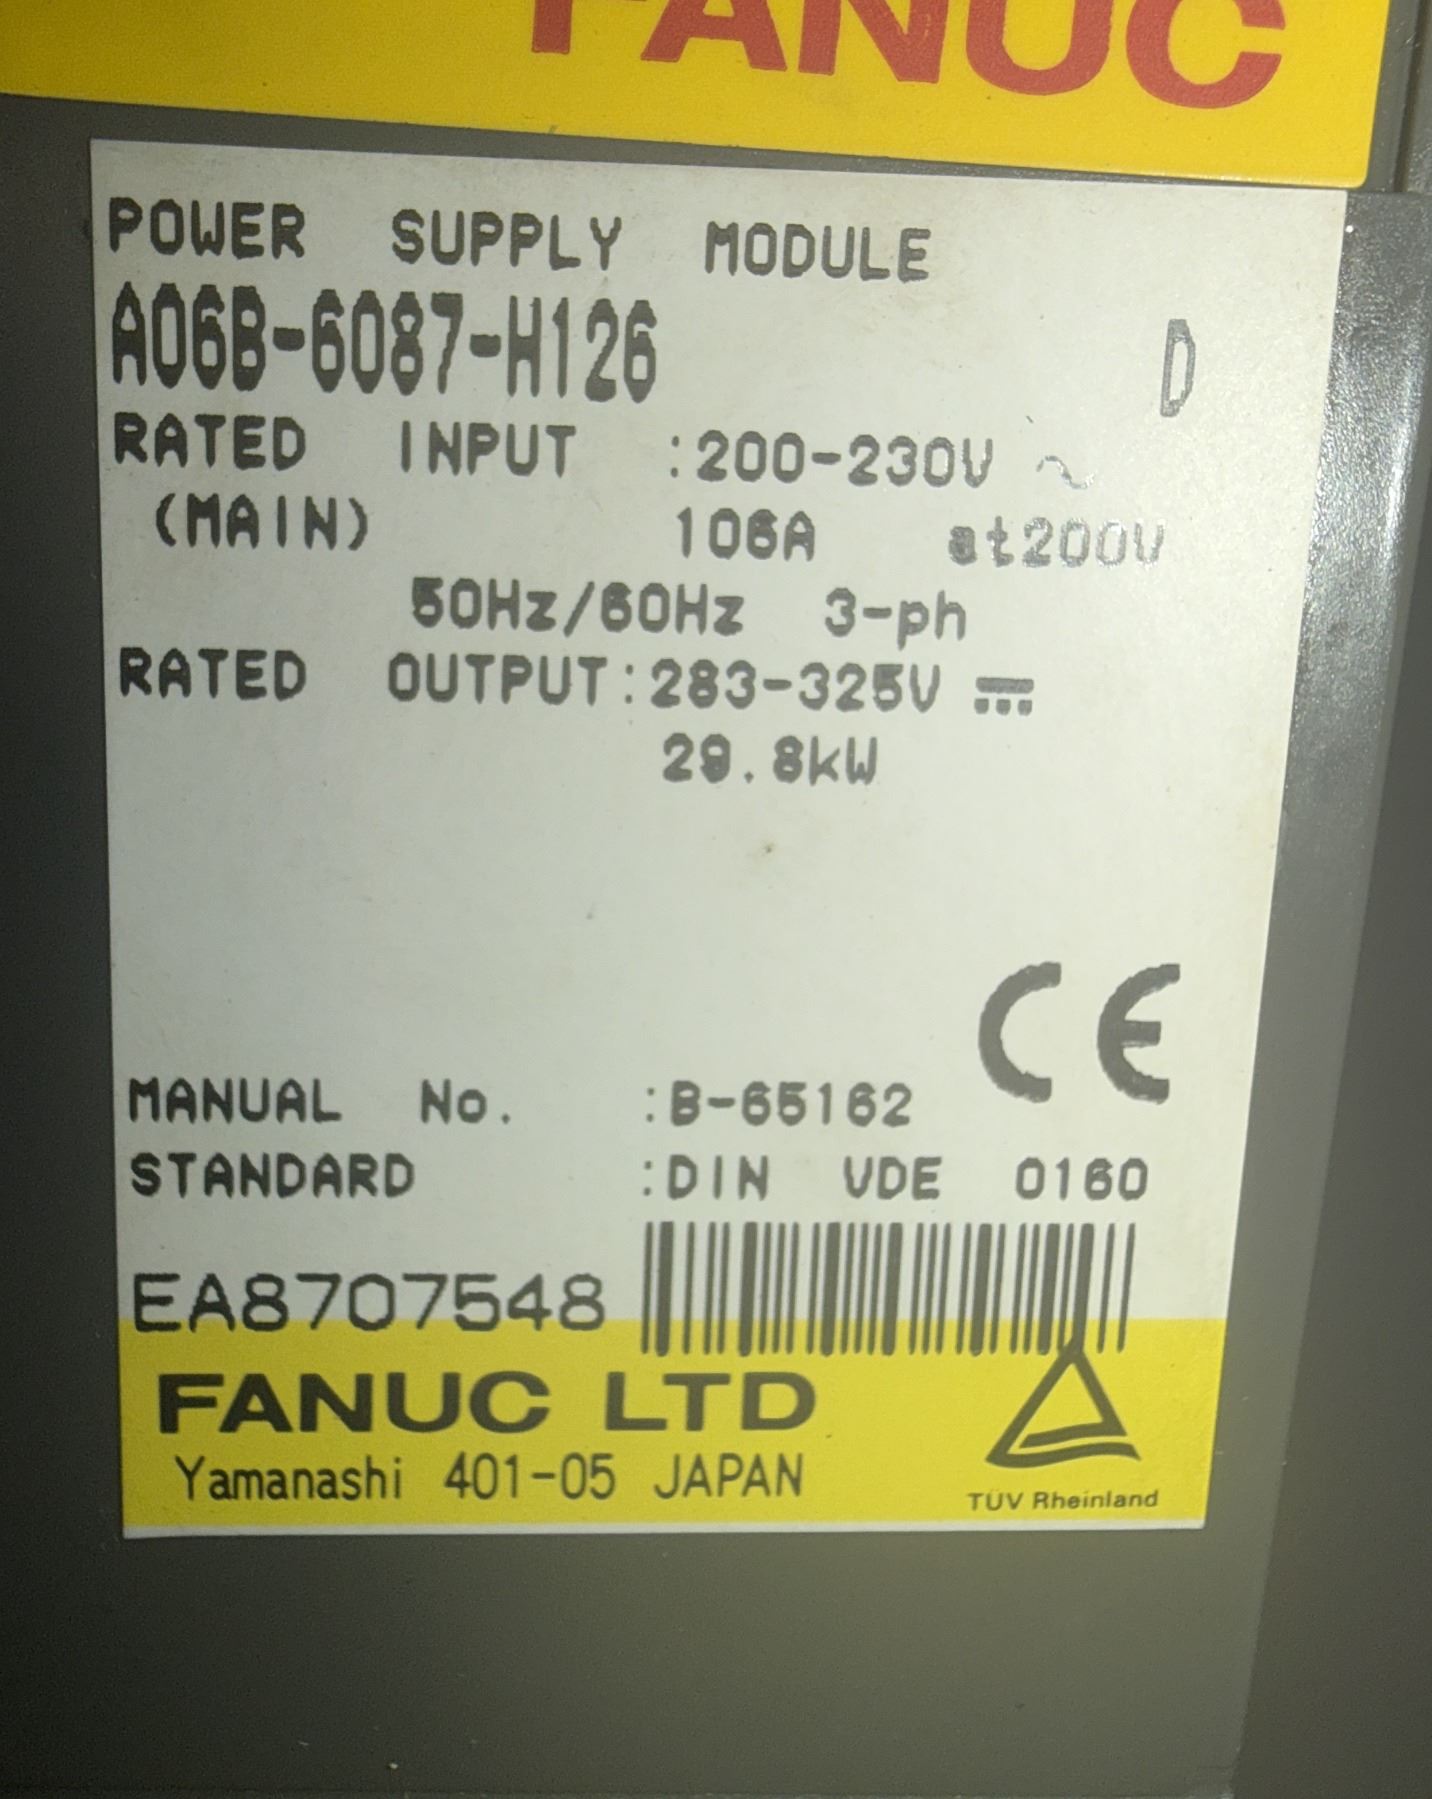 FANUC
POWER SUPPLY MODULE
A06B-6087-H126 D
RATED INPUT :200-230V ~
(MAIN) 106A at200V
50Hz/60Hz 3-ph
RATED OUTPUT:283-325V ⎓
29.8kW
CE
MANUAL No. :B-65162
STANDARD :DIN VDE 0160
EA8707548
FANUC LTD
Yamanashi 401-05 JAPAN
TÜV Rheinland